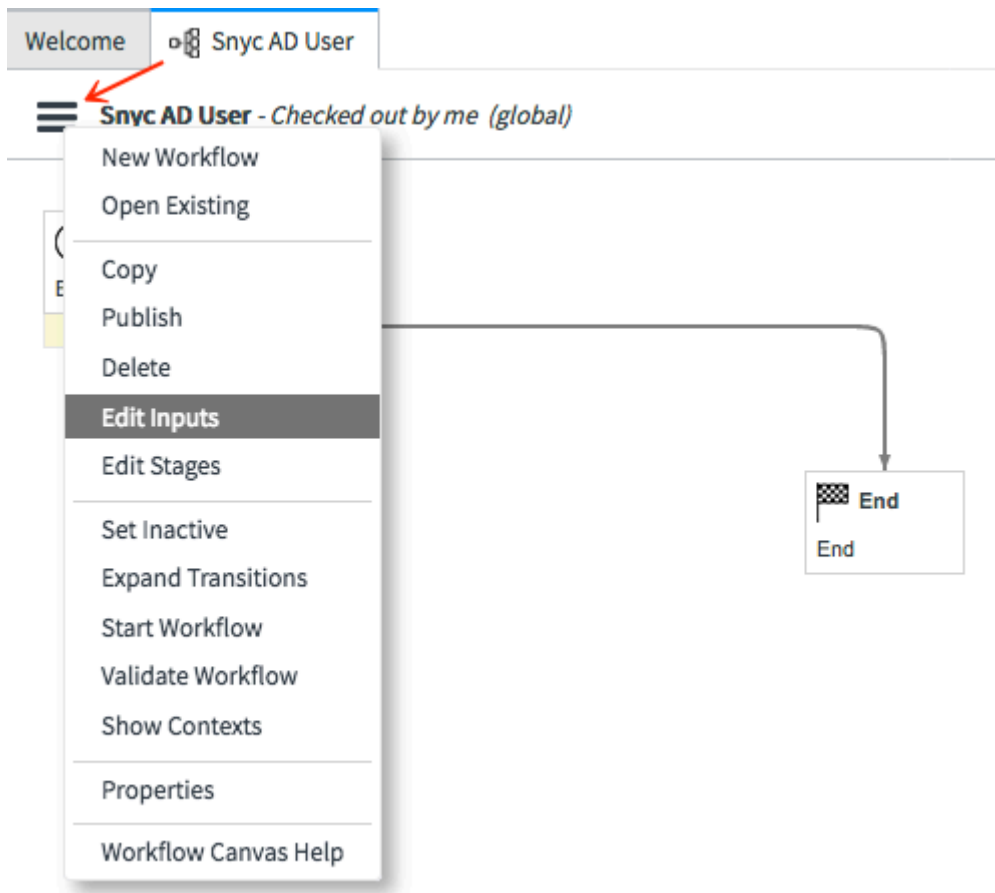 Welcome
Snyc AD User
Snyc AD User - Checked out by me (global)
New Workflow
Open Existing
Copy
Publish
Delete
Edit Inputs
Edit Stages
Set Inactive
Expand Transitions
Start Workflow
Validate Workflow
Show Contexts
Properties
Workflow Canvas Help
End
End